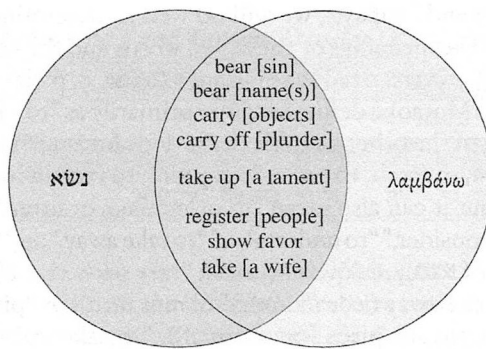 bear [sin]
bear [name(s)]
carry [objects]
carry off [plunder]
נשׂא
take up [a lament]
λαμβάνω
register [people]
show favor
take [a wife]